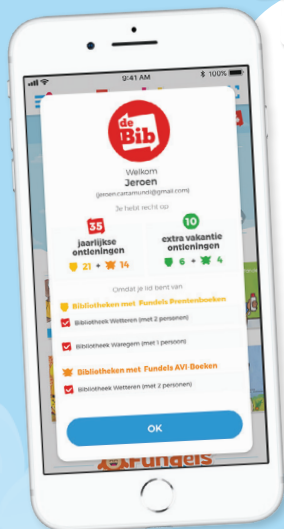 9:41 AM
100%
de
Bib
Welkom
Jeroen
(jeroen.cartamundi@gmail.com)
Je hebt recht op
35
jaarlijkse
ontleningen
21 + 14
10
extra vakantie
ontleningen
6 + 4
Omdat je lid bent van
Bibliotheken met Fundels Prentenboeken
Bibliotheek Wetteren (met 2 personen)
Bibliotheek Waregem (met 1 persoon)
Bibliotheken met Fundels AVI-Boeken
Bibliotheek Wetteren (met 2 personen)
OK
Fundels